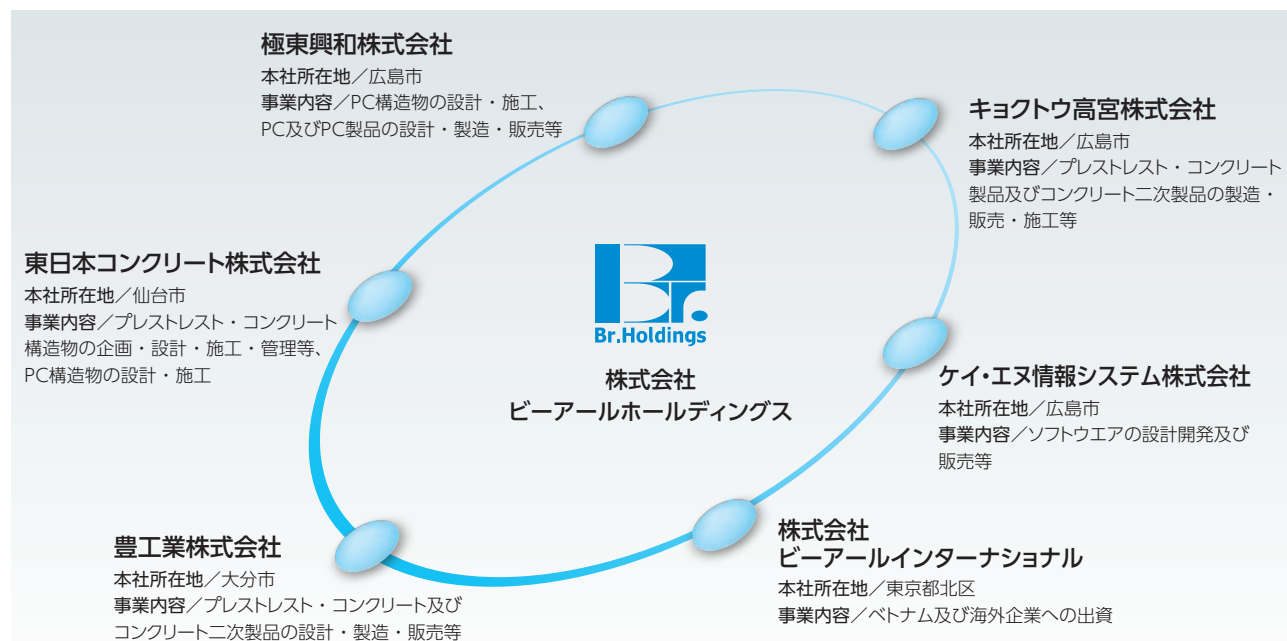 極東興和株式会社
本社所在地／広島市
事業内容／PC構造物の設計・施工、
PC及びPC製品の設計・製造・販売等
キョクトウ高宮株式会社
本社所在地／広島市
事業内容／プレストレスト・コンクリート
製品及びコンクリート二次製品の製造・
販売・施工等
東日本コンクリート株式会社
本社所在地／仙台市
事業内容／プレストレスト・コンクリート
構造物の企画・設計・施工・管理等、
PC構造物の設計・施工
Br.
Br.Holdings
株式会社
ビーアールホールディングス
ケイ・エヌ情報システム株式会社
本社所在地／広島市
事業内容／ソフトウエアの設計開発及び
販売等
豊工業株式会社
本社所在地／大分市
事業内容／プレストレスト・コンクリート及び
コンクリート二次製品の設計・製造・販売等
株式会社
ビーアールインターナショナル
本社所在地／東京都北区
事業内容／ベトナム及び海外企業への出資